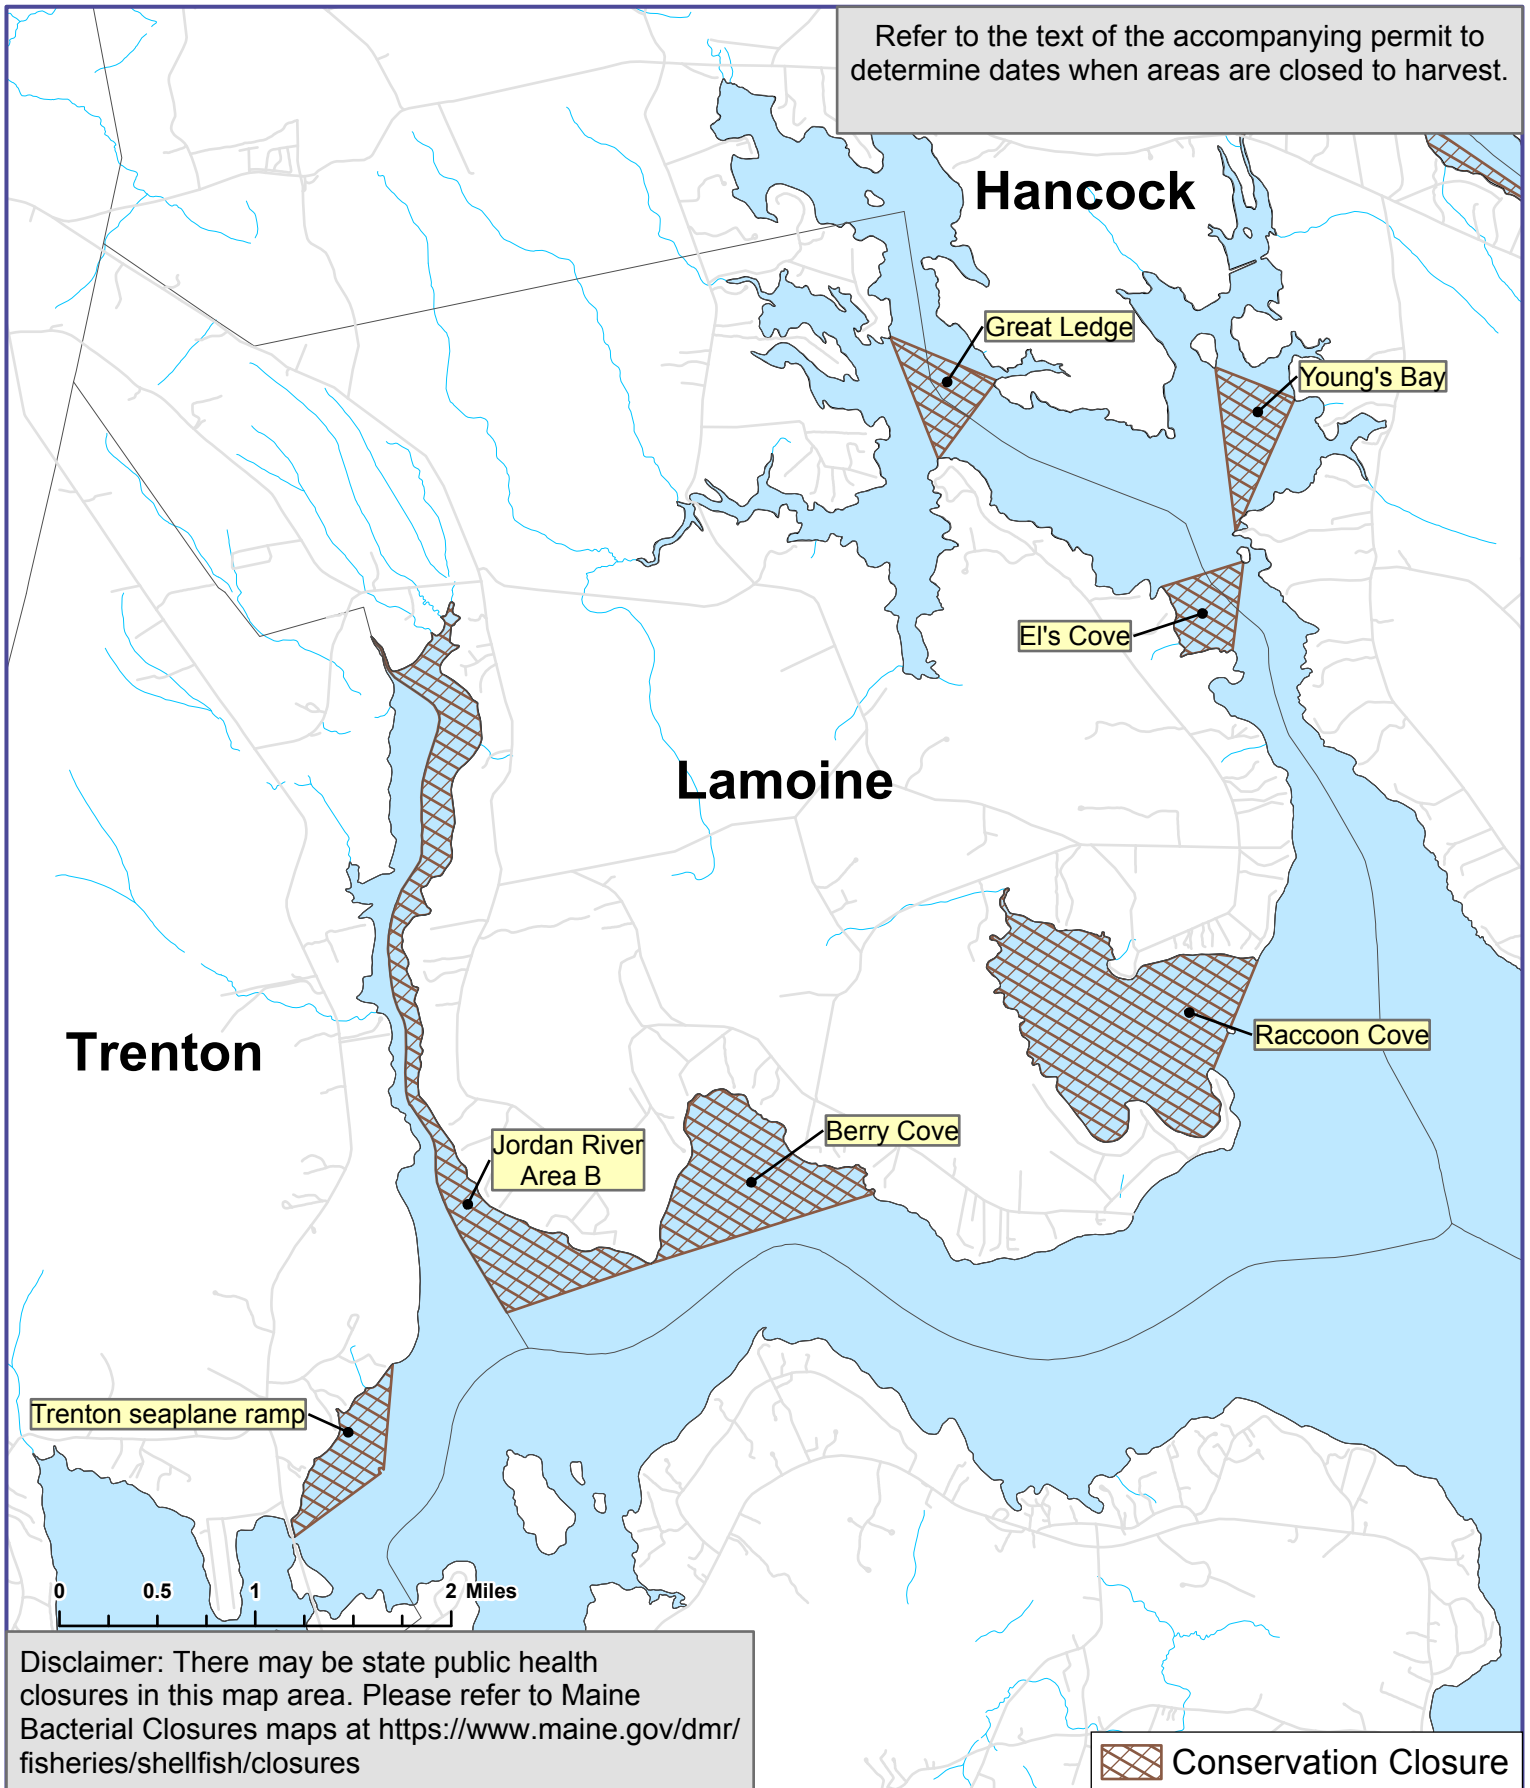 Refer to the text of the accompanying permit to
determine dates when areas are closed to harvest.
Hancock
Great Ledge
Young's Bay
El's Cove
Lamoine
Trenton
Raccoon Cove
Berry Cove
Jordan River
Area B
Trenton seaplane ramp
0 0.5 1 2 Miles
Disclaimer: There may be state public health
closures in this map area. Please refer to Maine
Bacterial Closures maps at https://www.maine.gov/dmr/
fisheries/shellfish/closures
Conservation Closure